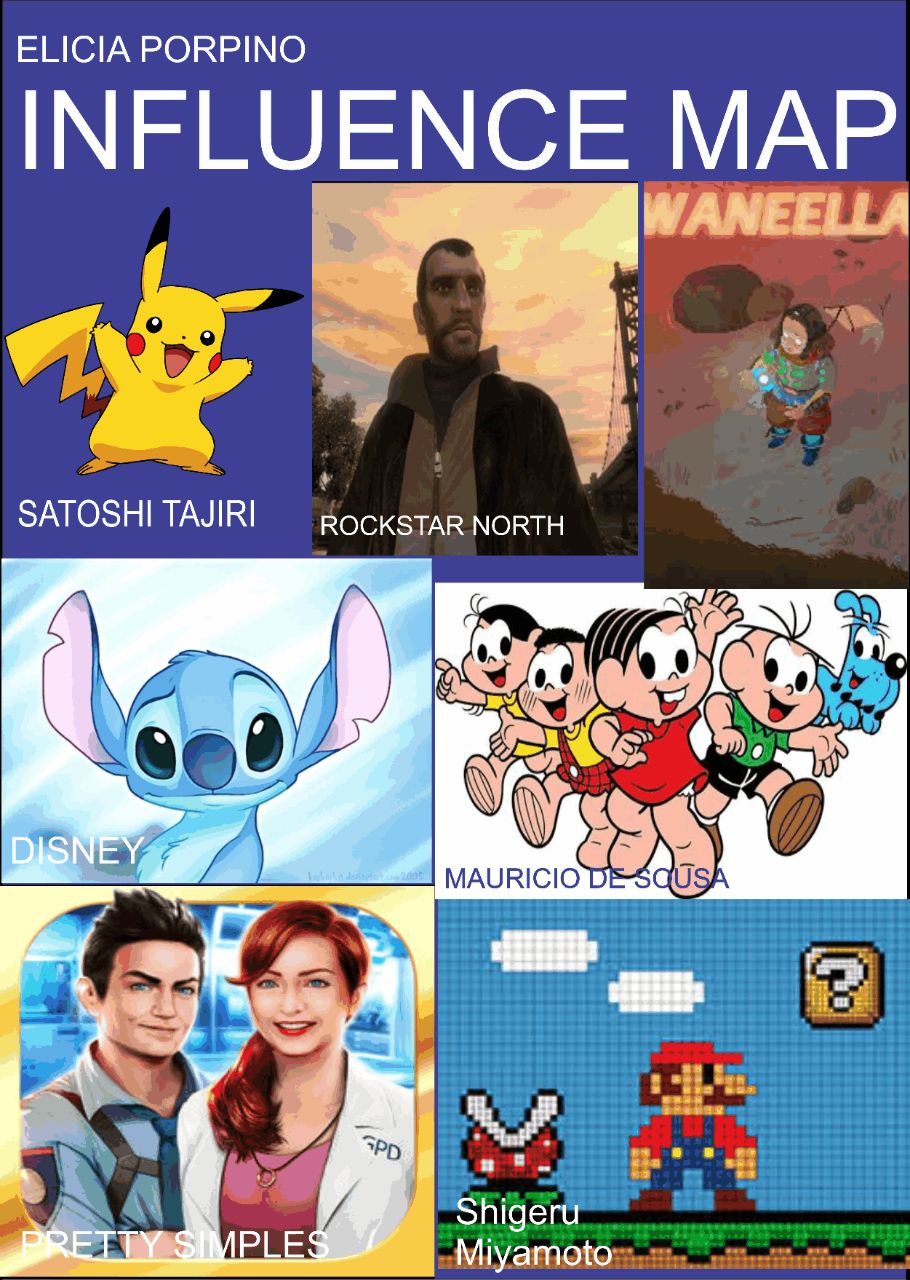 ELICIA PORPINO
INFLUENCE MAP
WANEELLA
SATOSHI TAJIRI
ROCKSTAR NORTH
DISNEY
MAURICIO DE SOUSA
GPD
PRETTY SIMPLES
?
Shigeru
Miyamoto